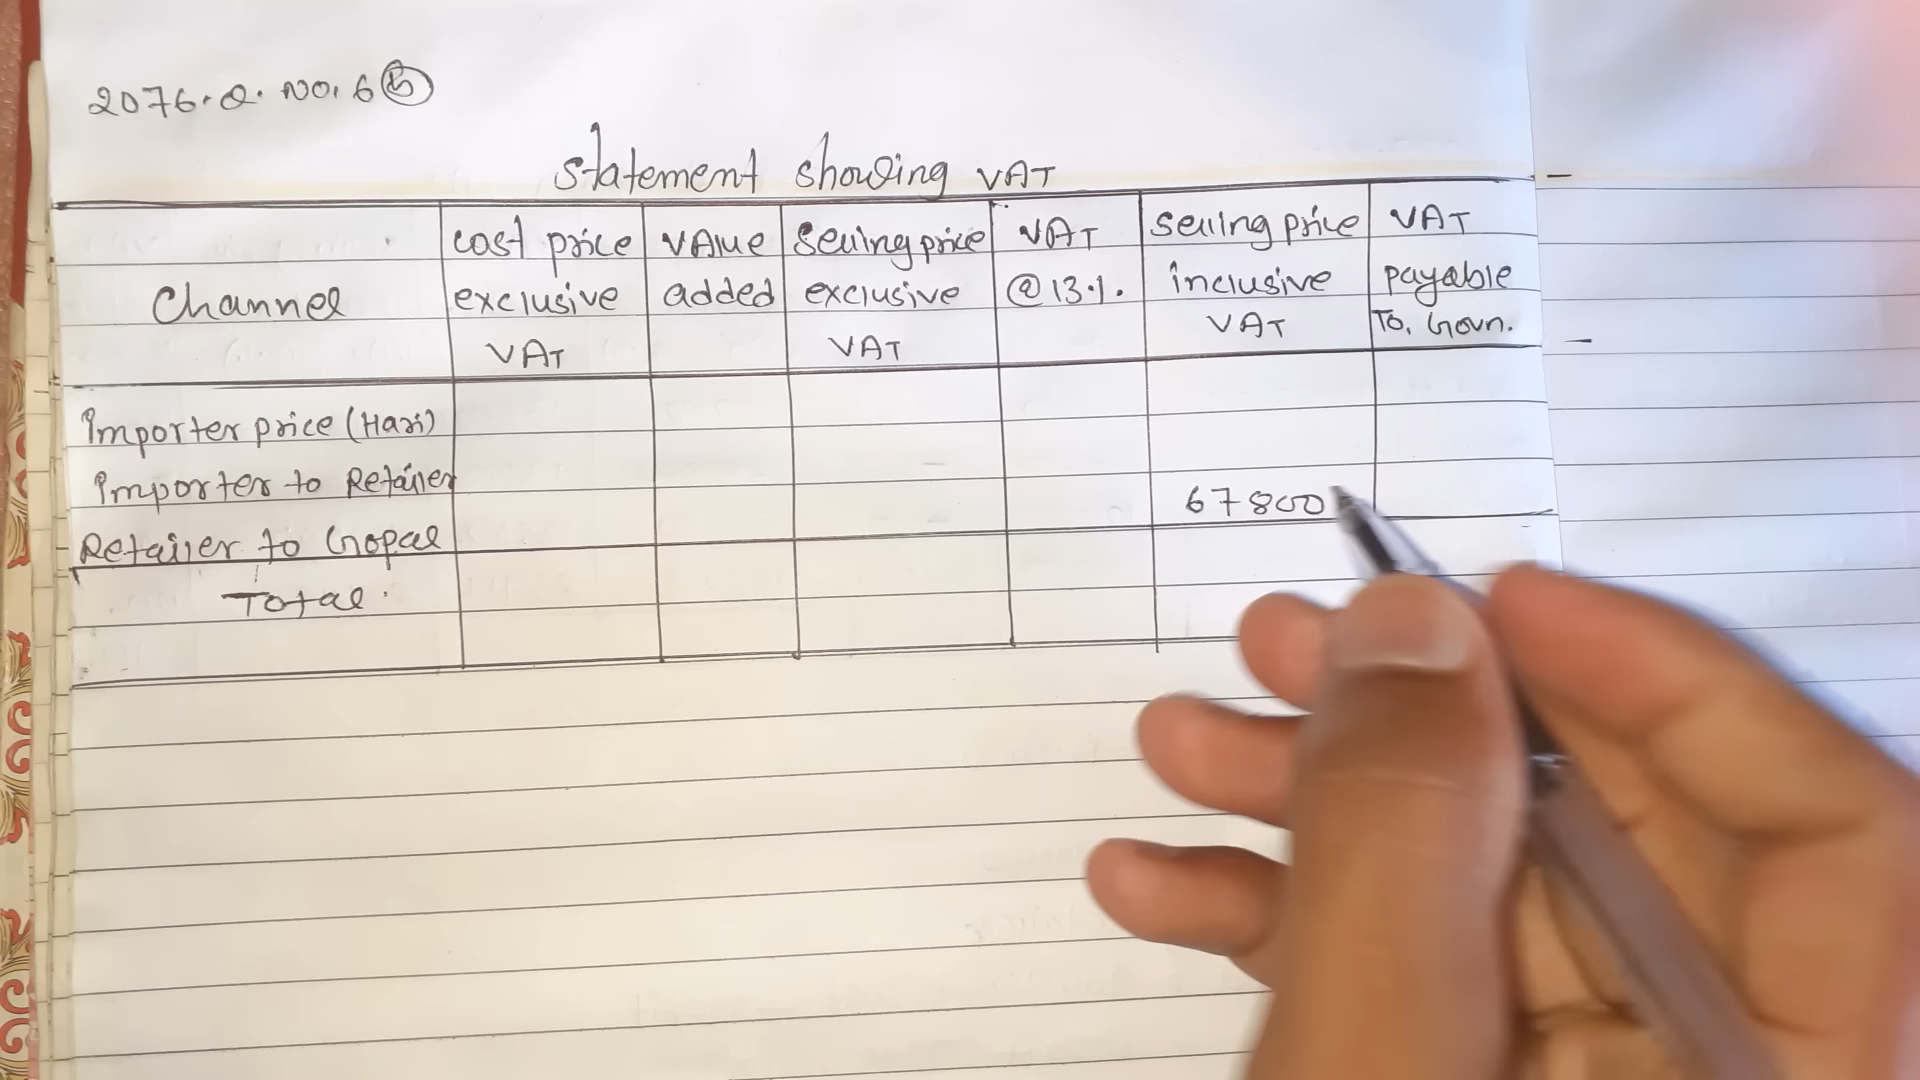 2076. Q. NO. 6 (b)
Statement showing VAT
Channel
cost price exclusive VAT
VAlue added
Selling price exclusive VAT
VAT @ 13%.
selling price inclusive VAT
VAT payable To. Govn.
Importer price (Hari)
Importer to Retailer
67800
Retailer to Gopal
Total.